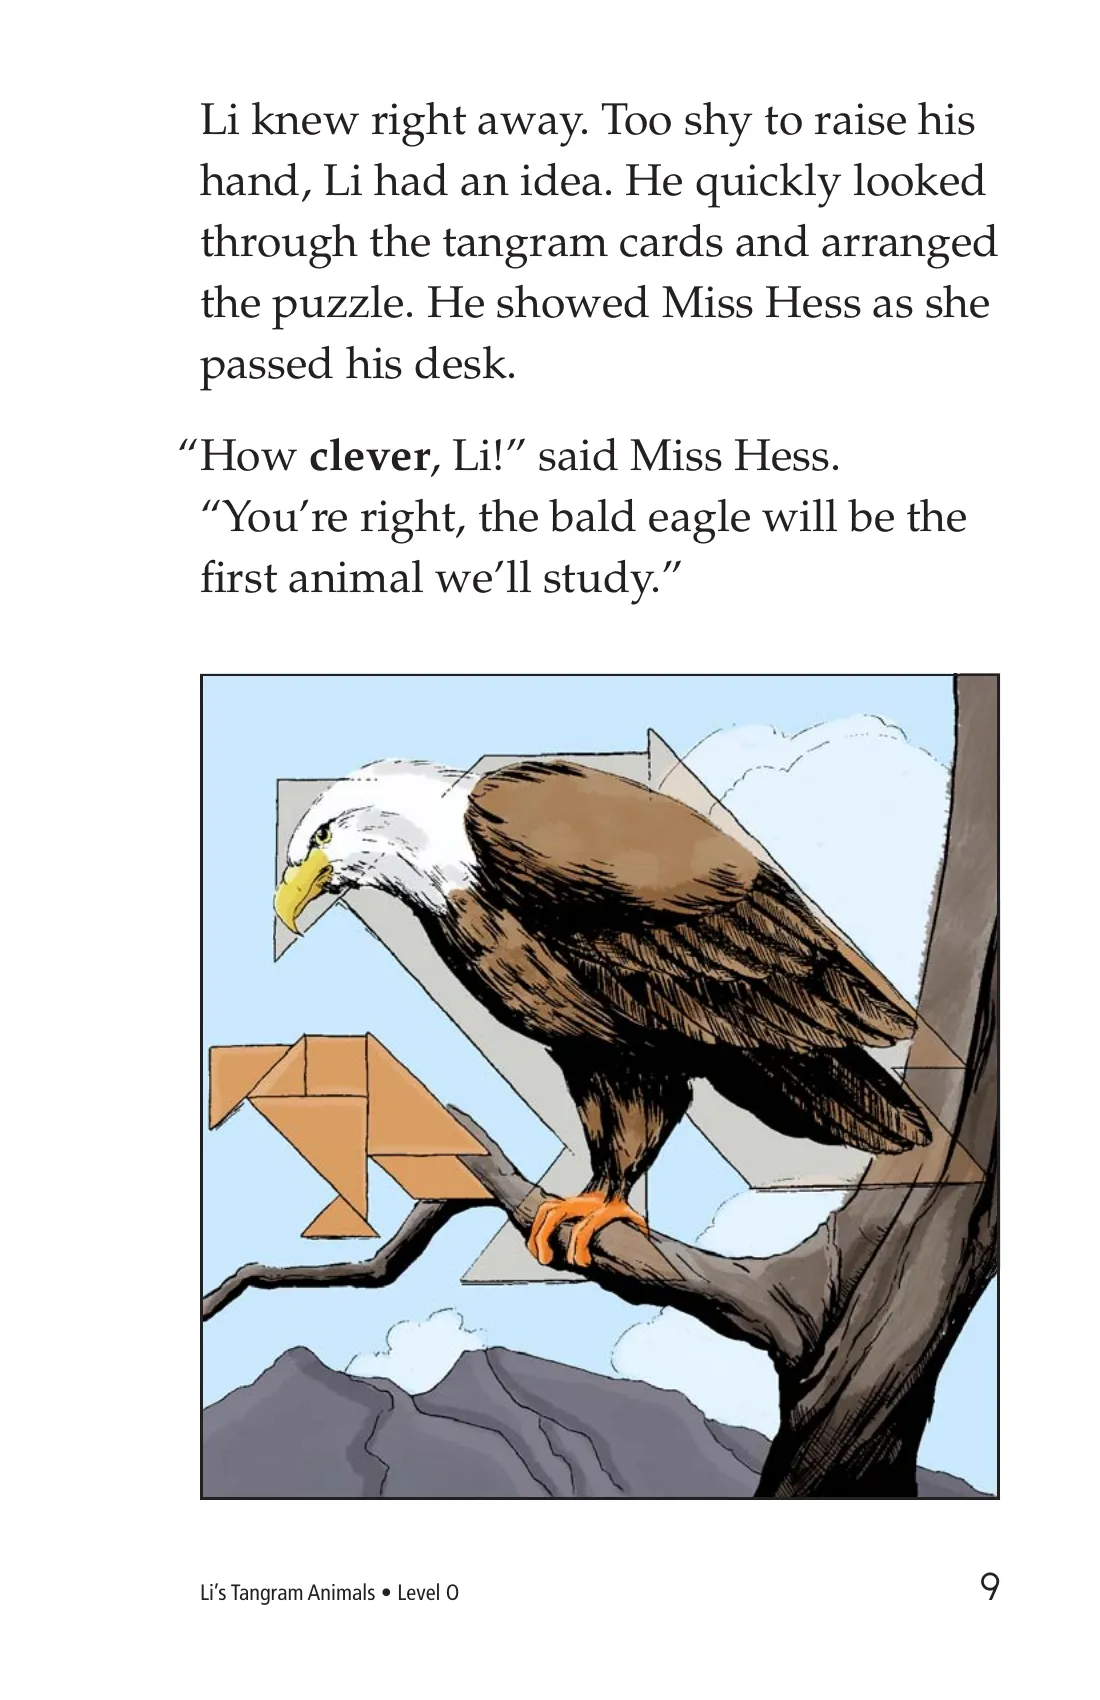 Li knew right away. Too shy to raise his
hand, Li had an idea. He quickly looked
through the tangram cards and arranged
the puzzle. He showed Miss Hess as she
passed his desk.
“How clever, Li!” said Miss Hess.
“You’re right, the bald eagle will be the
first animal we’ll study.”
Li’s Tangram Animals • Level O
9